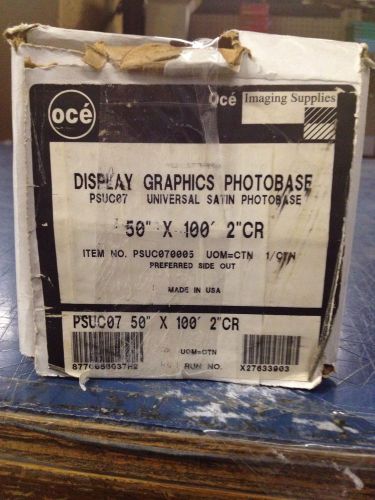 océ
océ Imaging Supplies
DISPLAY GRAPHICS PHOTOBASE
PSUC07 UNIVERSAL SATIN PHOTOBASE
50" X 100' 2"CR
ITEM NO. PSUC070005 UOM=CTN 1/CTN
PREFERRED SIDE OUT
MADE IN USA
PSUC07 50" X 100' 2"CR
UOM=CTN
RUN NO. X27633903